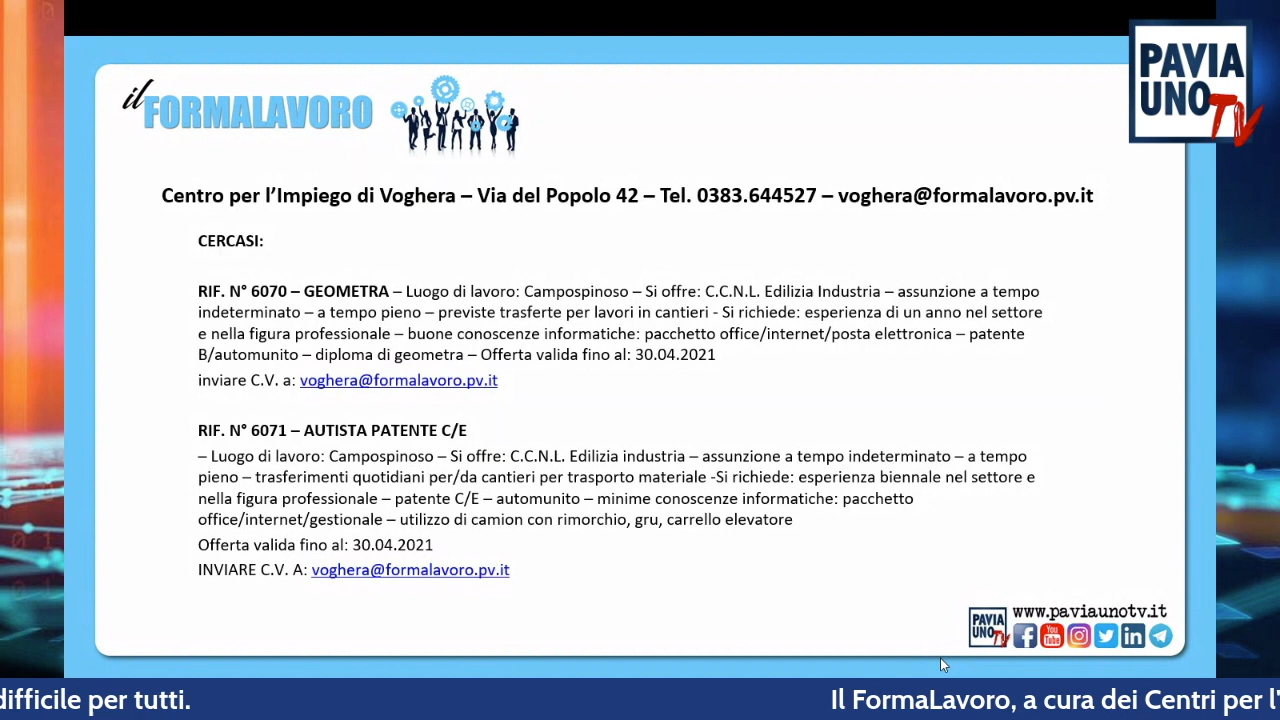 PAVIA
UNO TV
il FORMALAVORO
Centro per l’Impiego di Voghera – Via del Popolo 42 – Tel. 0383.644527 – voghera@formalavoro.pv.it
CERCASI:
RIF. N° 6070 – GEOMETRA – Luogo di lavoro: Campospinoso – Si offre: C.C.N.L. Edilizia Industria – assunzione a tempo
indeterminato – a tempo pieno – previste trasferte per lavori in cantieri - Si richiede: esperienza di un anno nel settore
e nella figura professionale – buone conoscenze informatiche: pacchetto office/internet/posta elettronica – patente
B/automunito – diploma di geometra – Offerta valida fino al: 30.04.2021
inviare C.V. a: voghera@formalavoro.pv.it
RIF. N° 6071 – AUTISTA PATENTE C/E
– Luogo di lavoro: Campospinoso – Si offre: C.C.N.L. Edilizia industria – assunzione a tempo indeterminato – a tempo
pieno – trasferimenti quotidiani per/da cantieri per trasporto materiale -Si richiede: esperienza biennale nel settore e
nella figura professionale – patente C/E – automunito – minime conoscenze informatiche: pacchetto
office/internet/gestionale – utilizzo di camion con rimorchio, gru, carrello elevatore
Offerta valida fino al: 30.04.2021
INVIARE C.V. A: voghera@formalavoro.pv.it
www.paviaunotv.it
PAVIA
UNO TV
You
Tube
difficile per tutti.
Il FormaLavoro, a cura dei Centri per l'